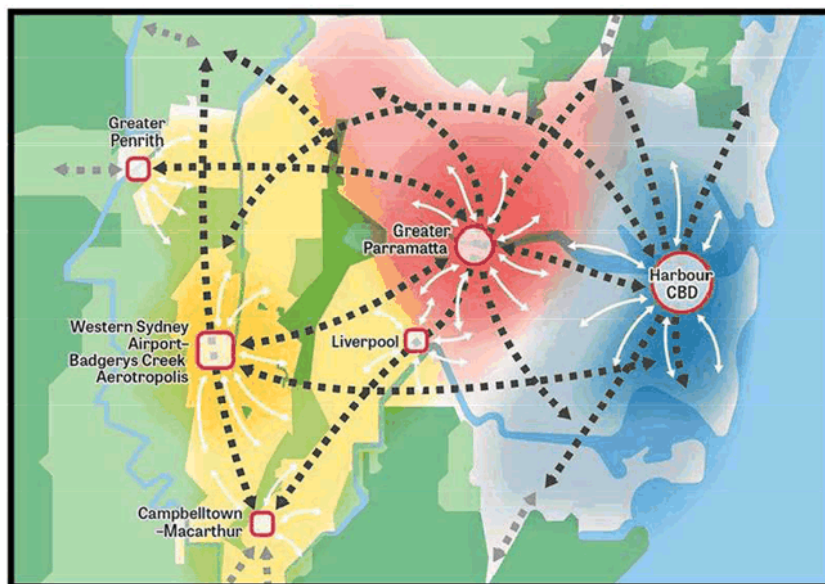 Greater
Penrith
Greater
Parramatta
Harbour
CBD
Western Sydney
Airport–
Badgerys Creek
Aerotropolis
Liverpool
Campbelltown
–Macarthur